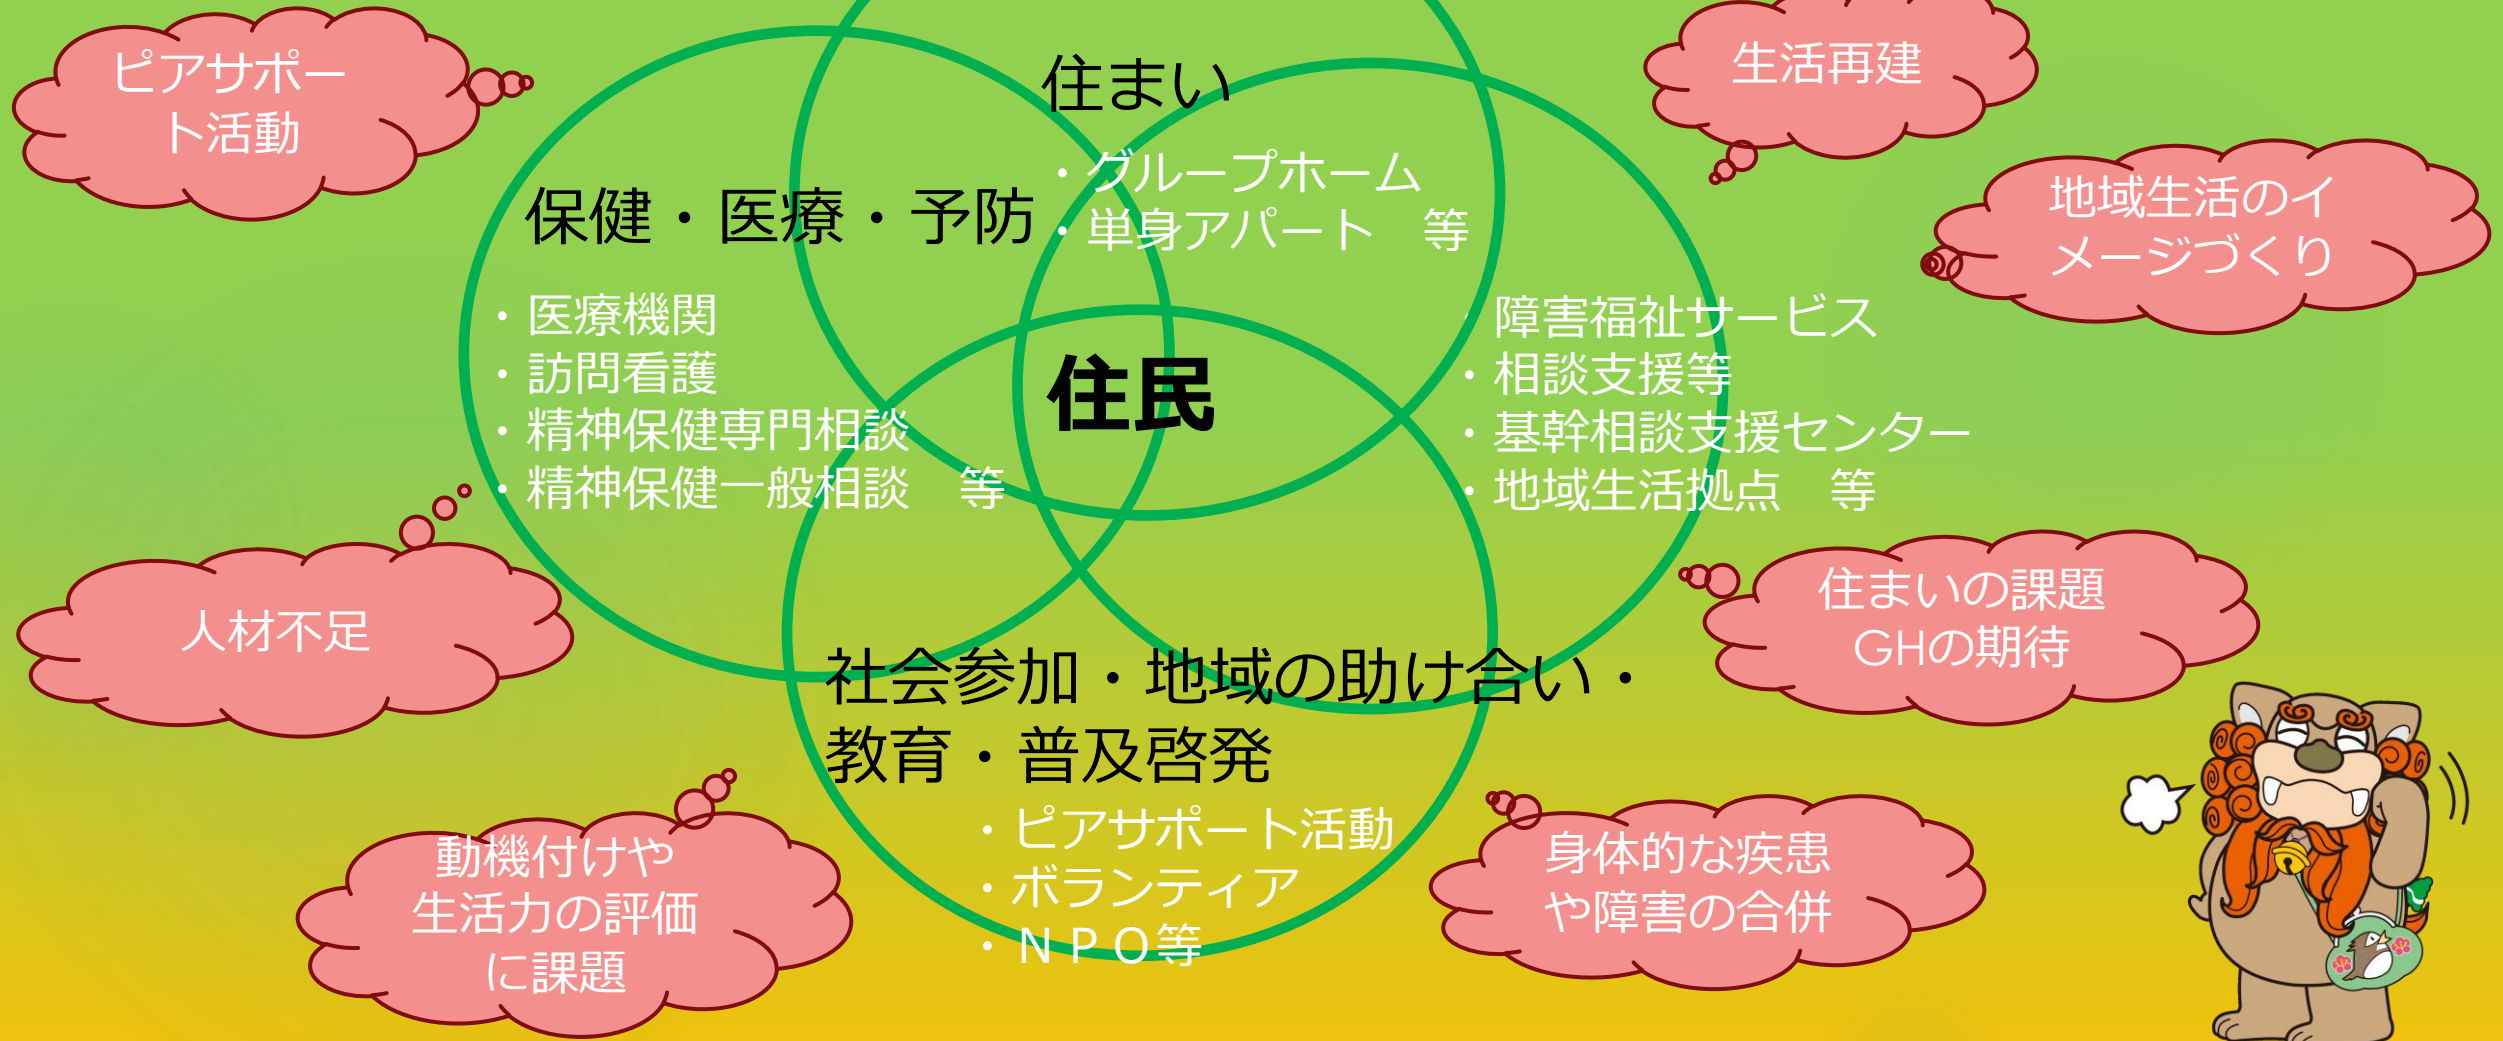 ピアサポー
ト活動
生活再建
地域生活のイ
メージづくり
住まい
・グループホーム
・単身アパート　等
保健・医療・予防
・医療機関
・訪問看護
・精神保健専門相談
・精神保健一般相談　等
住民
・障害福祉サービス
・相談支援等
・基幹相談支援センター
・地域生活拠点　等
人材不足
住まいの課題
GHの期待
社会参加・地域の助け合い・
教育・普及啓発
・ピアサポート活動
・ボランティア
・ＮＰＯ等
動機付けや
生活力の評価
に課題
身体的な疾患
や障害の合併